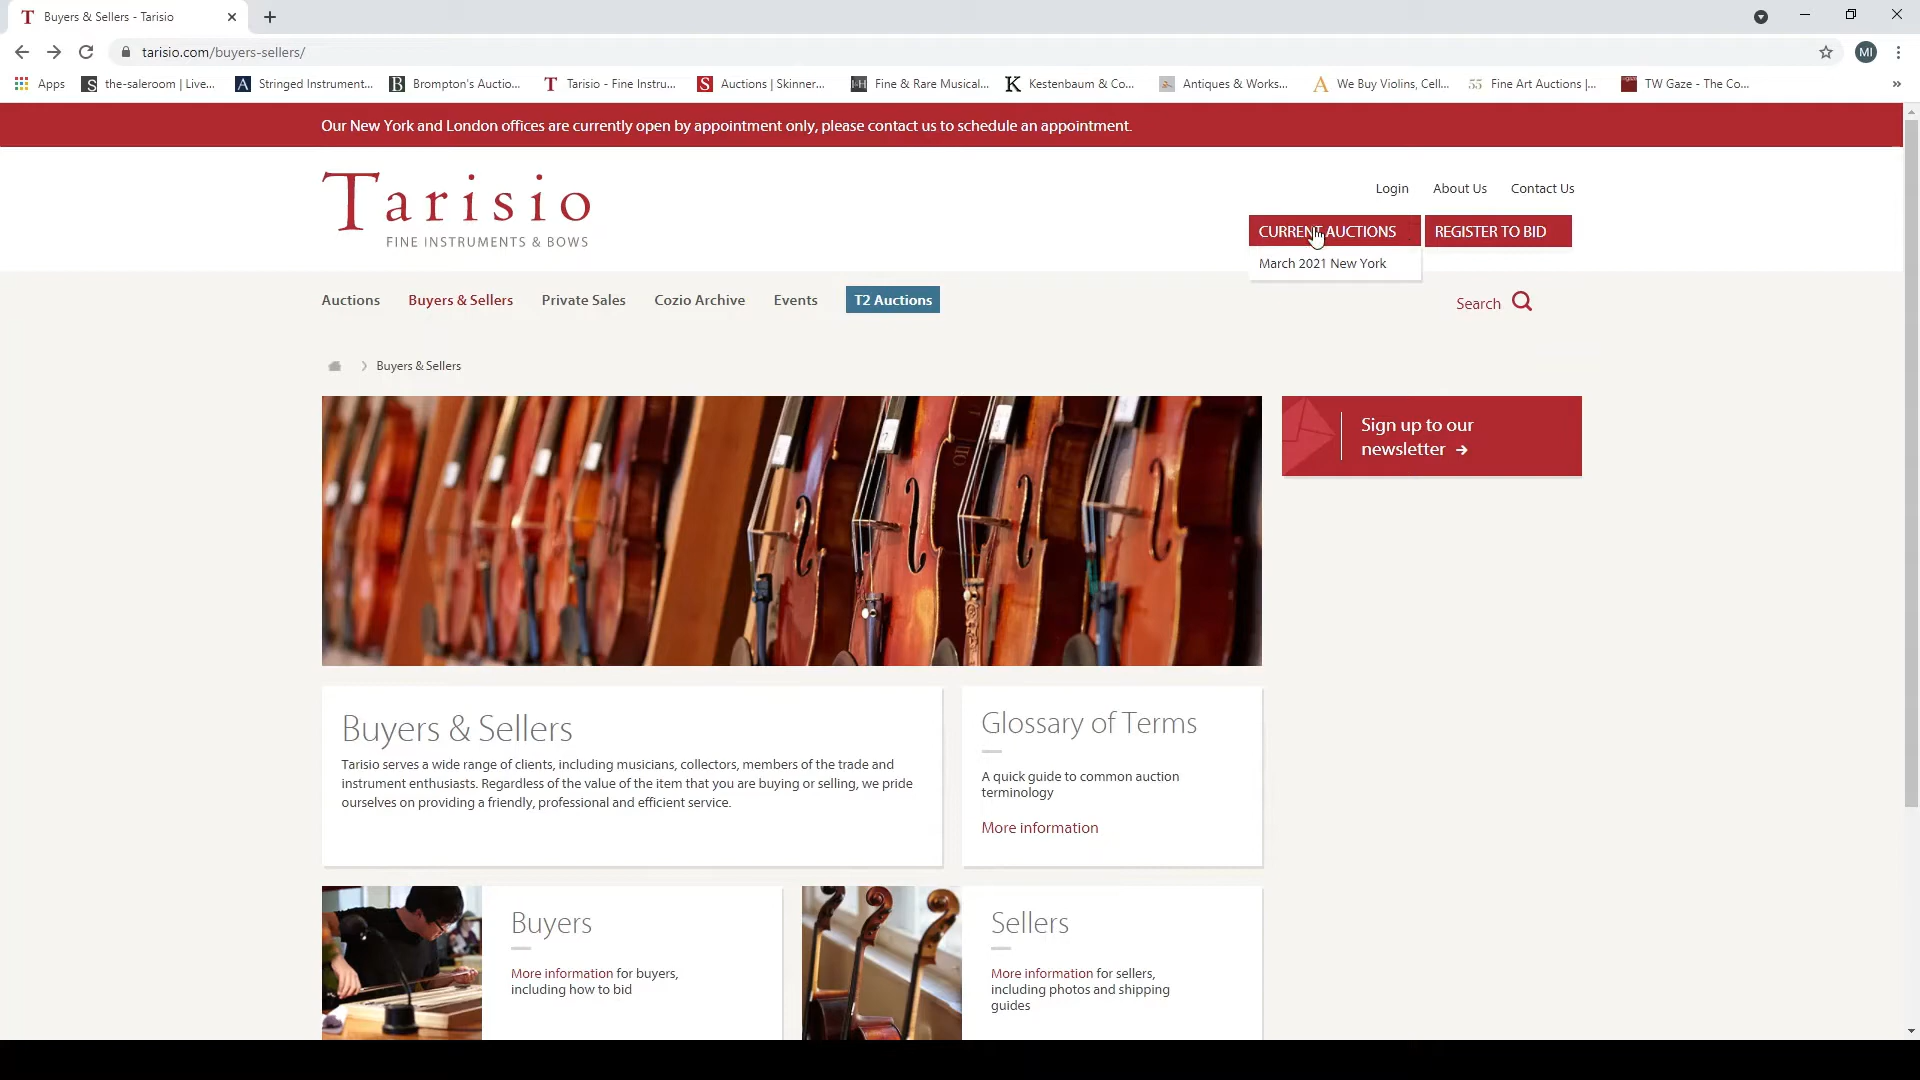 Buyers & Sellers - Tarisio
tarisio.com/buyers-sellers/
MI
Apps
the-saleroom | Live...
Stringed Instrument...
Brompton's Auctio...
Tarisio - Fine Instru...
Auctions | Skinner...
Fine & Rare Musical...
Kestenbaum & Co...
Antiques & Works...
We Buy Violins, Cell...
Fine Art Auctions |...
TW Gaze - The Co...
»
Our New York and London offices are currently open by appointment only, please contact us to schedule an appointment.
Tarisio
FINE INSTRUMENTS & BOWS
Login About Us Contact Us
CURRENT AUCTIONS REGISTER TO BID
March 2021 New York
Auctions Buyers & Sellers Private Sales Cozio Archive Events T2 Auctions
Search
Buyers & Sellers
Sign up to our
newsletter →
Buyers & Sellers
Tarisio serves a wide range of clients, including musicians, collectors, members of the trade and
instrument enthusiasts. Regardless of the value of the item that you are buying or selling, we pride
ourselves on providing a friendly, professional and efficient service.
Glossary of Terms
A quick guide to common auction
terminology
More information
Buyers
More information for buyers,
including how to bid
Sellers
More information for sellers,
including photos and shipping
guides